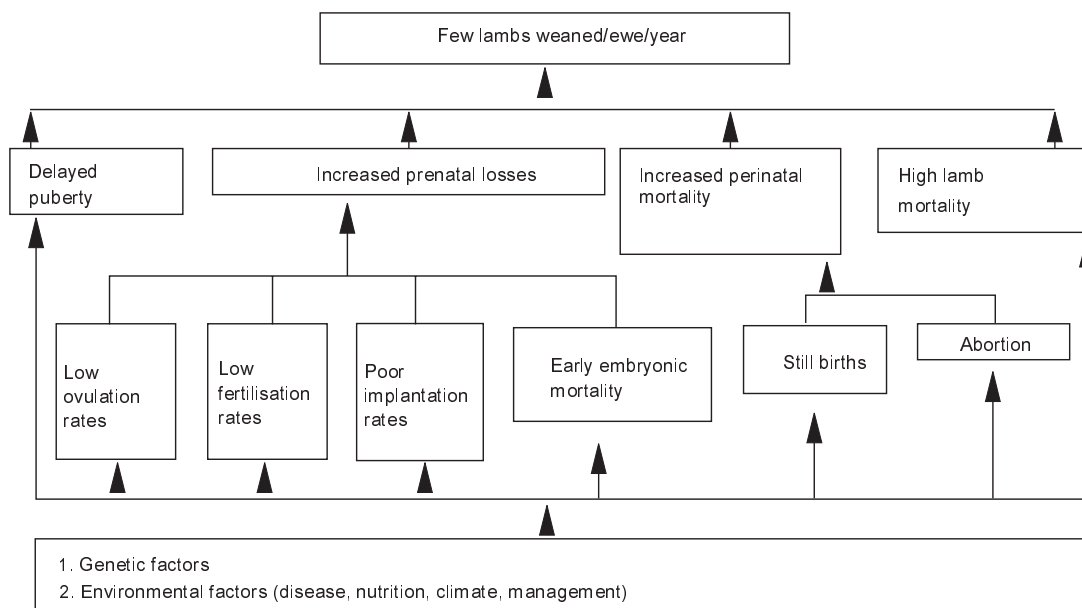 Few lambs weaned/ewe/year
Delayed
puberty
Increased prenatal losses
Increased perinatal
mortality
High lamb
mortality
Low
ovulation
rates
Low
fertilisation
rates
Poor
implantation
rates
Early embryonic
mortality
Still births
Abortion
1. Genetic factors
2. Environmental factors (disease, nutrition, climate, management)